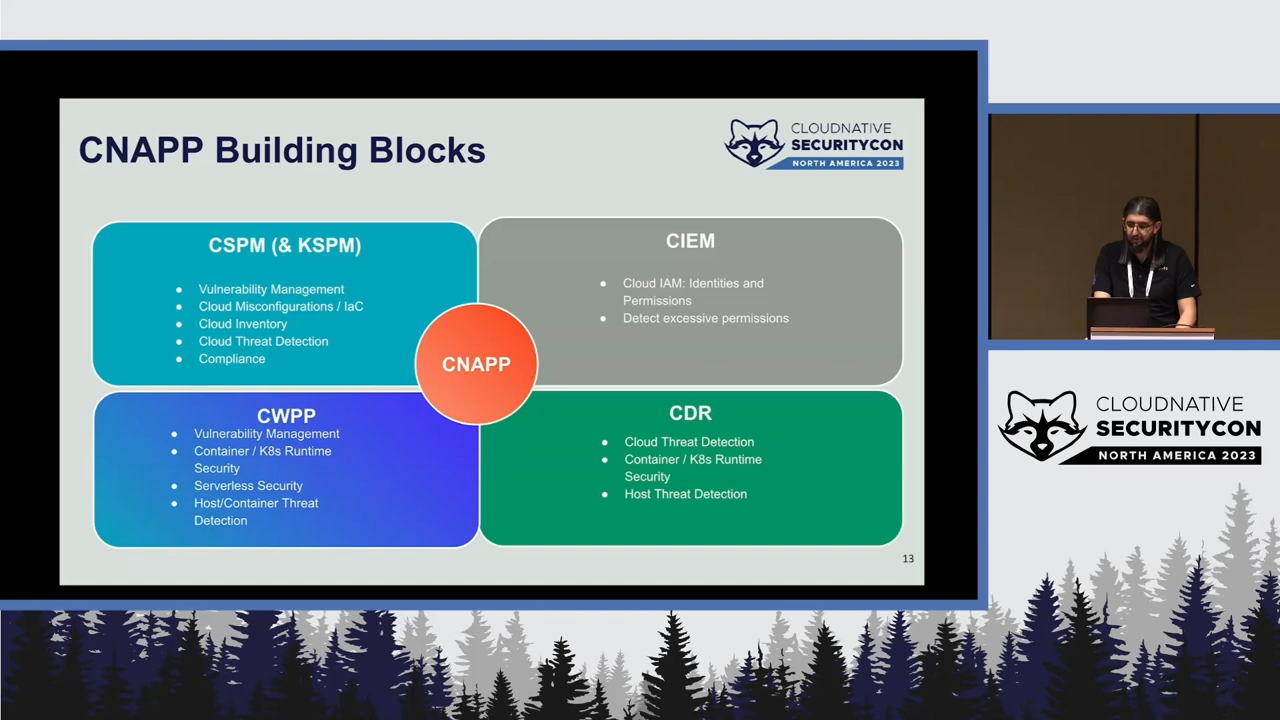 CNAPP Building Blocks
CLOUDNATIVE
SECURITYCON
NORTH AMERICA 2023
CSPM (& KSPM)
● Vulnerability Management
● Cloud Misconfigurations / IaC
● Cloud Inventory
● Cloud Threat Detection
● Compliance
CIEM
● Cloud IAM: Identities and
Permissions
● Detect excessive permissions
CNAPP
CWPP
● Vulnerability Management
● Container / K8s Runtime
Security
● Serverless Security
● Host/Container Threat
Detection
CDR
● Cloud Threat Detection
● Container / K8s Runtime
Security
● Host Threat Detection
13
CLOUDNATIVE
SECURITYCON
NORTH AMERICA 2023